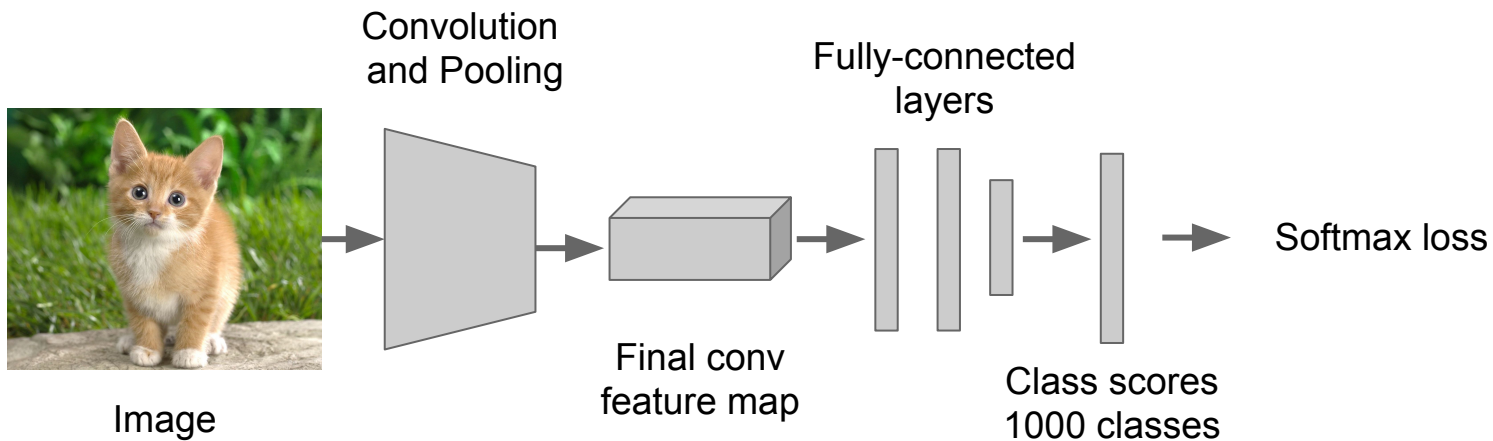 Convolution
and Pooling
Fully-connected
layers
Softmax loss
Final conv
feature map
Class scores
1000 classes
Image